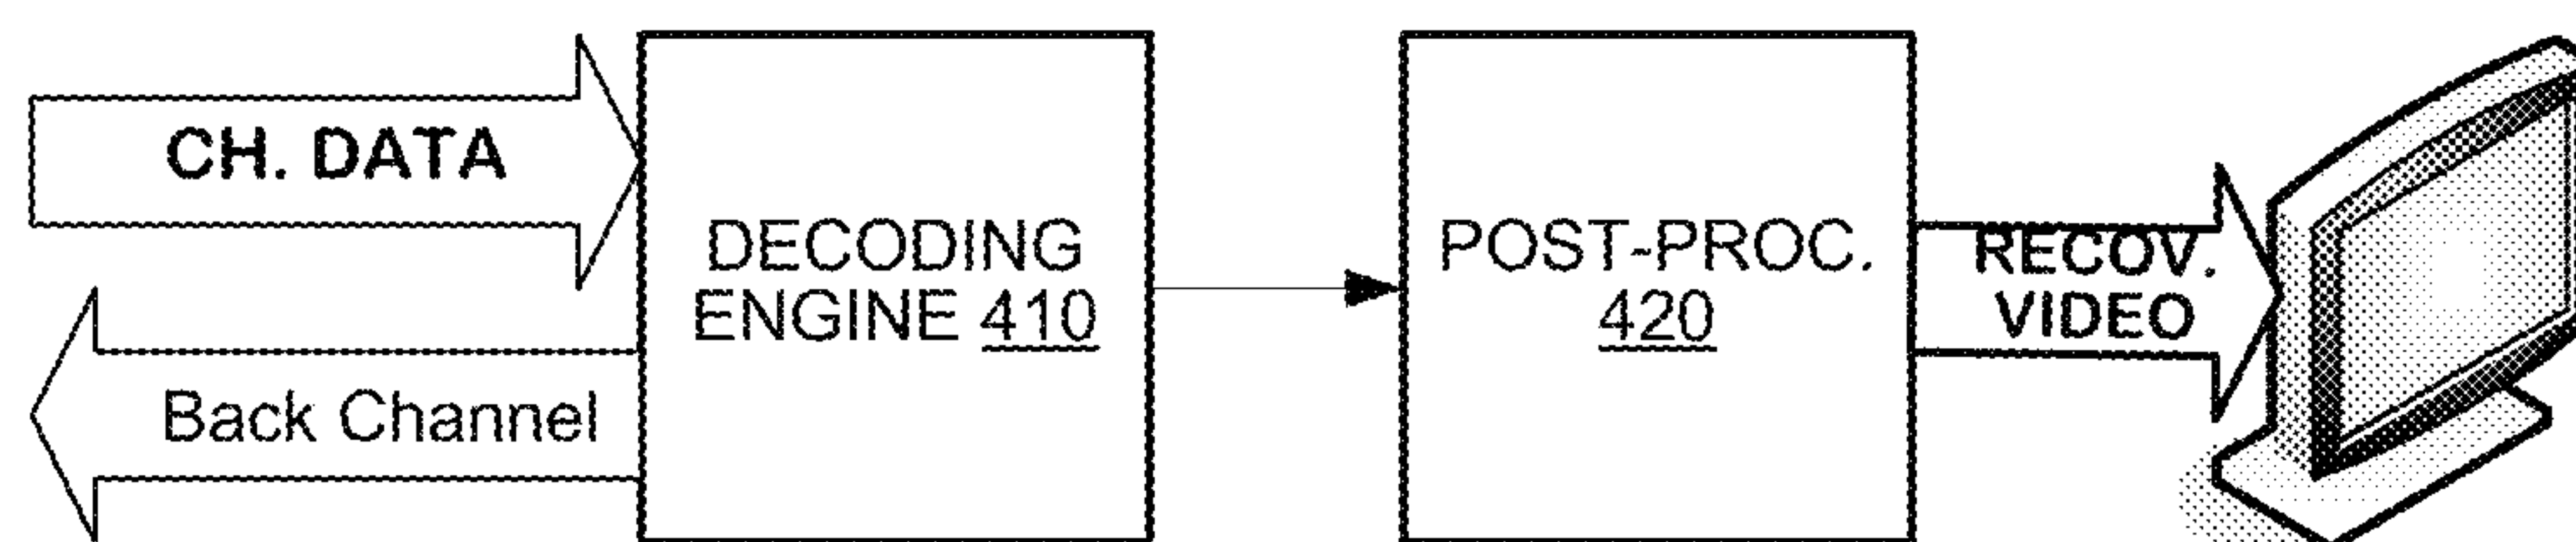 CH. DATA
Back Channel
DECODING
ENGINE 410
POST-PROC.
420
RECOV.
VIDEO